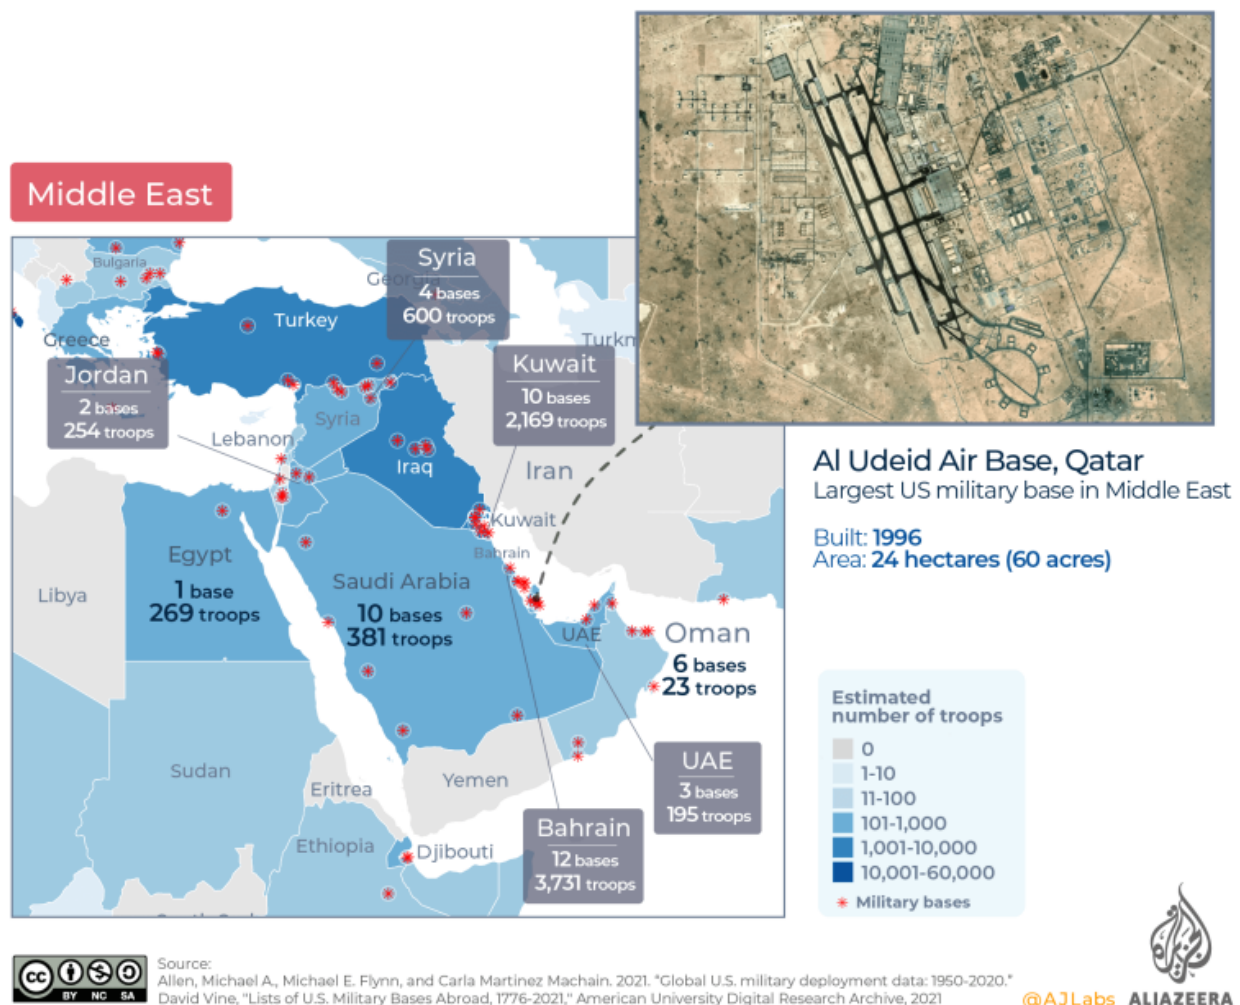 Middle East
Bulgaria
Georgia
Syria
4 bases
600 troops
Turkey
Greece
Jordan
2 bases
254 troops
Kuwait
10 bases
2,169 troops
Syria
Lebanon
Iraq
Iran
Kuwait
Bahrain
Egypt
1 base
269 troops
Libya
Saudi Arabia
10 bases
381 troops
UAE
Oman
6 bases
23 troops
Sudan
Eritrea
Yemen
UAE
3 bases
195 troops
Ethiopia
Djibouti
Bahrain
12 bases
3,731 troops
Al Udeid Air Base, Qatar
Largest US military base in Middle East
Built: 1996
Area: 24 hectares (60 acres)
Estimated
number of troops
0
1-10
11-100
101-1,000
1,001-10,000
10,001-60,000
Military bases
cc BY NC SA
Source:
Allen, Michael A., Michael E. Flynn, and Carla Martinez Machain. 2021. "Global U.S. military deployment data: 1950-2020."
David Vine, "Lists of U.S. Military Bases Abroad, 1776-2021," American University Digital Research Archive, 2021
@AJLabs ALJAZEERA